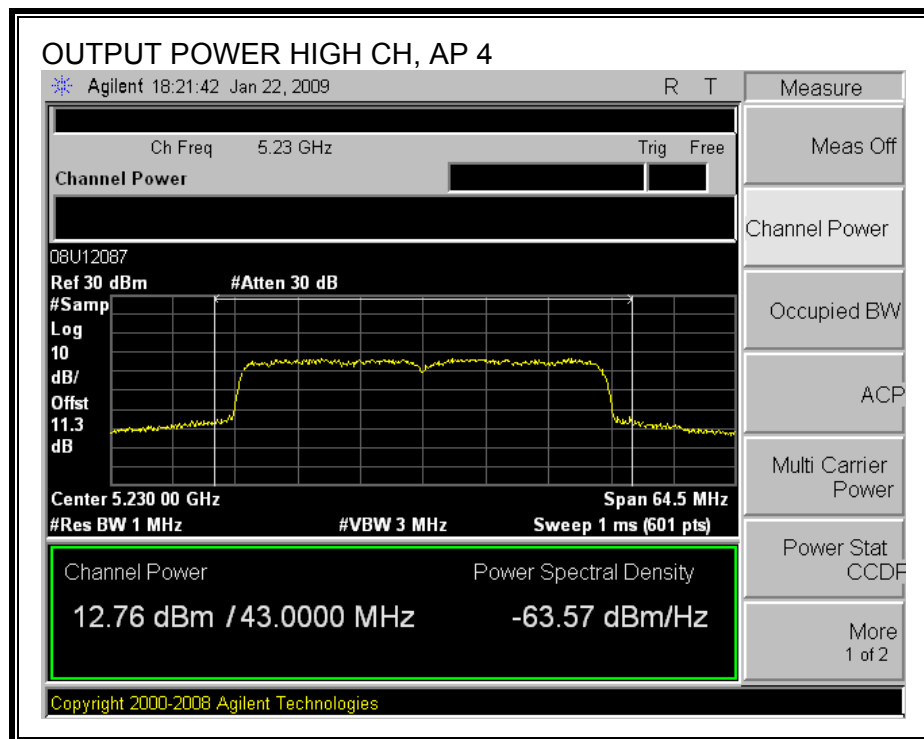 OUTPUT POWER HIGH CH, AP 4
Agilent 18:21:42 Jan 22, 2009 R T
Measure
Ch Freq 5.23 GHz Trig Free
Channel Power
Meas Off
Channel Power
08U12087
Ref 30 dBm #Atten 30 dB
#Samp
Log
10
dB/
Offst
11.3
dB
Occupied BW
ACP
Multi Carrier
Power
Center 5.230 00 GHz Span 64.5 MHz
#Res BW 1 MHz #VBW 3 MHz Sweep 1 ms (601 pts)
Power Stat
CCDF
Channel Power Power Spectral Density
12.76 dBm / 43.0000 MHz -63.57 dBm/Hz
More
1 of 2
Copyright 2000-2008 Agilent Technologies